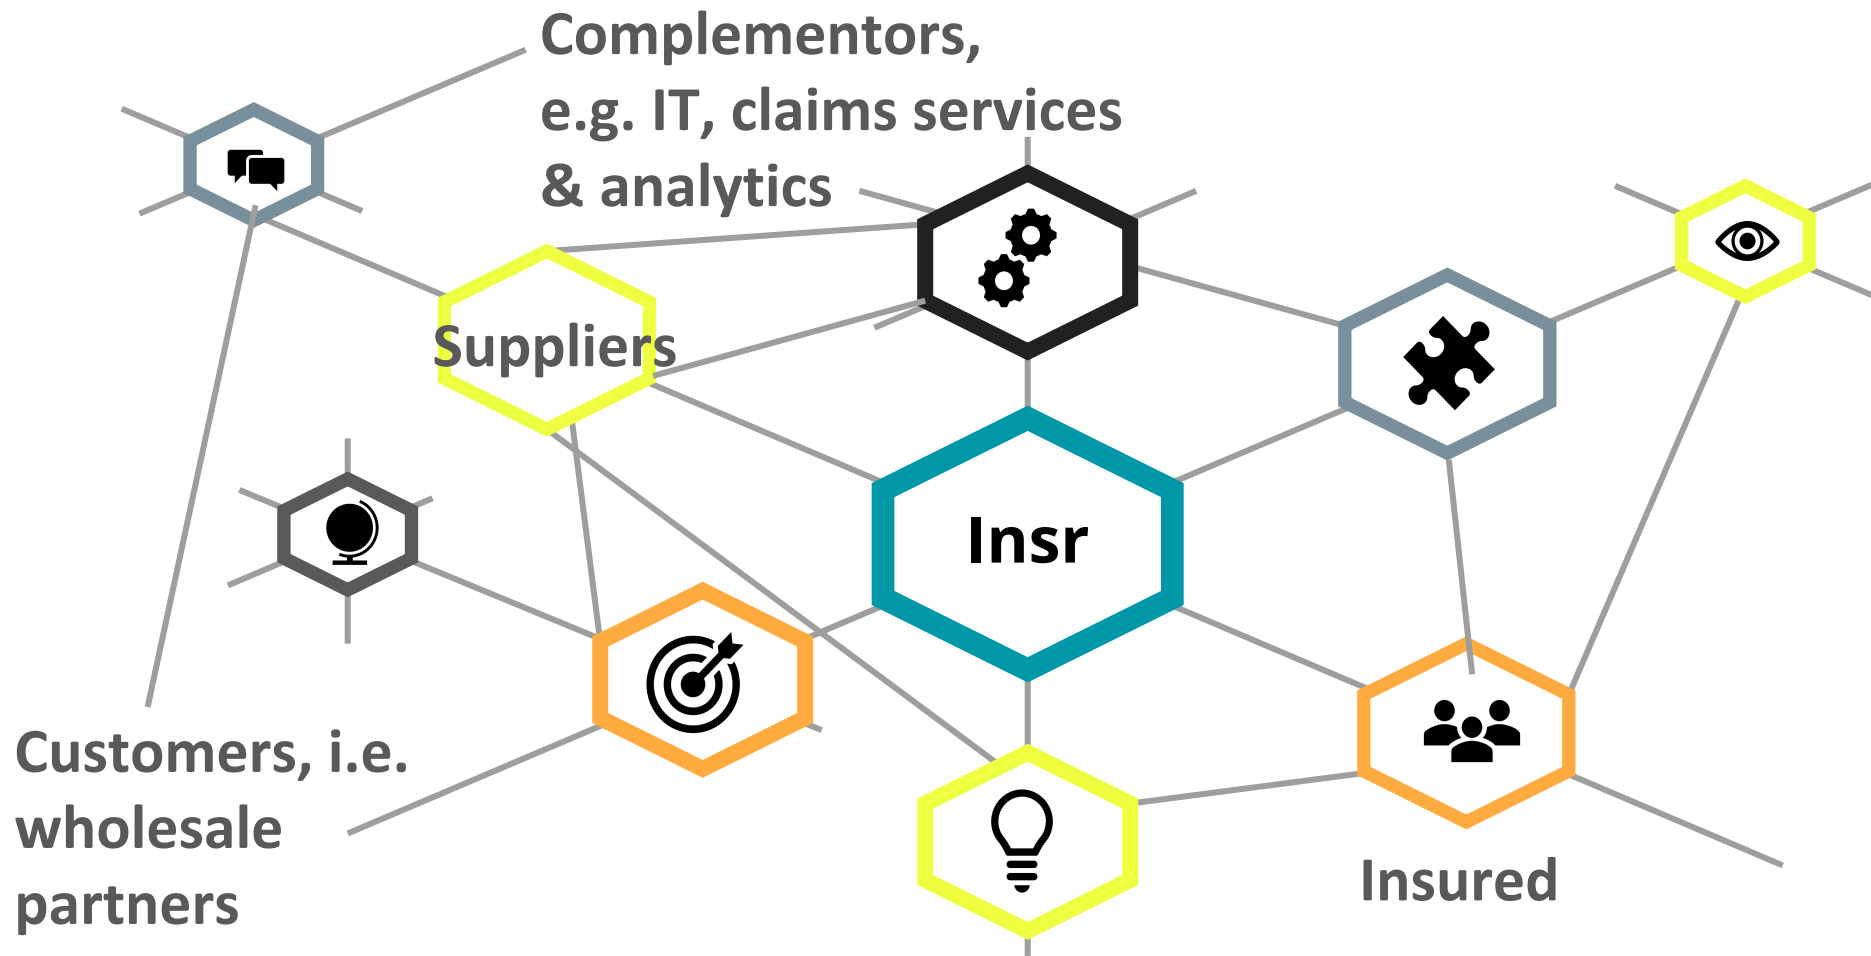 Complementors,
e.g. IT, claims services
& analytics
Suppliers
Insr
Customers, i.e.
wholesale
partners
Insured